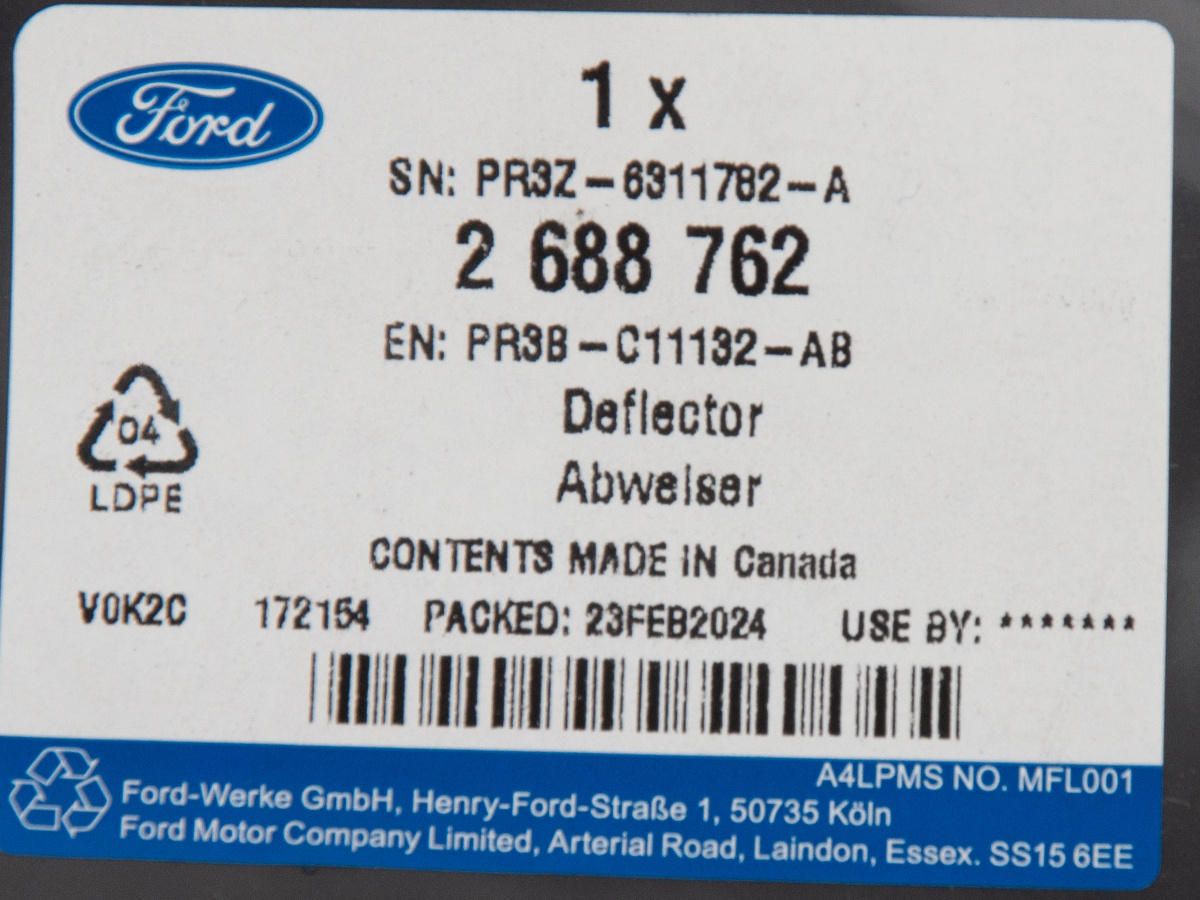 Ford
1 x
SN: PR3Z-6311782-A
2 688 762
EN: PR3B-C11132-AB
Deflector
Abweiser
04
LDPE
CONTENTS MADE IN Canada
V0K2C 172154 PACKED: 23FEB2024 USE BY: *******
A4LPMS NO. MFL001
Ford-Werke GmbH, Henry-Ford-Straße 1, 50735 Köln
Ford Motor Company Limited, Arterial Road, Laindon, Essex. SS15 6EE